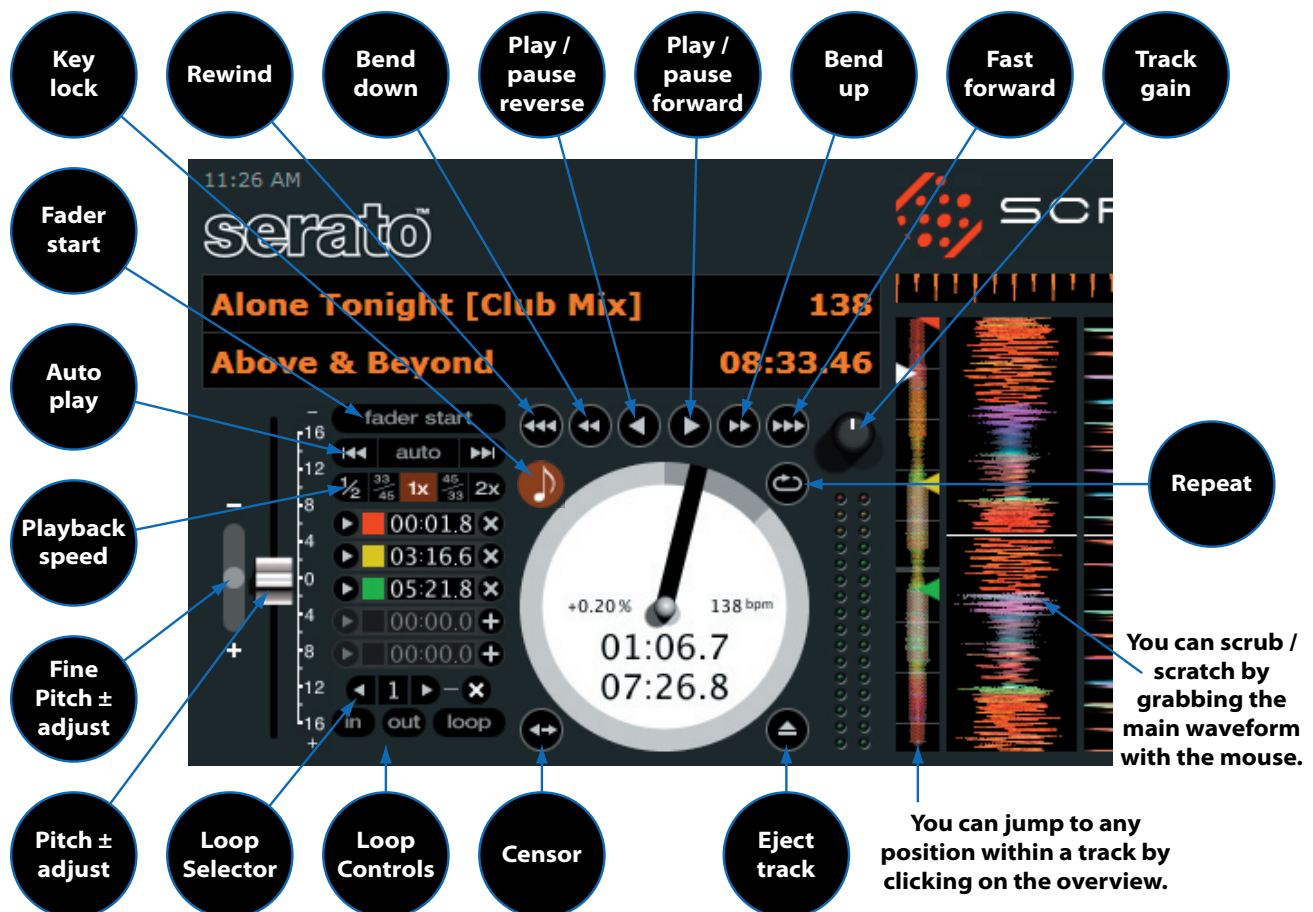 Key
lock
Rewind
Bend
down
Play /
pause
reverse
Play /
pause
forward
Bend
up
Fast
forward
Track
gain
Fader
start
Auto
play
Playback
speed
Fine
Pitch ±
adjust
Pitch ±
adjust
Loop
Selector
Loop
Controls
Censor
Eject
track
Repeat
You can scrub /
scratch by
grabbing the
main waveform
with the mouse.
You can jump to any
position within a track by
clicking on the overview.
11:26 AM
serato™
SCR
Alone Tonight [Club Mix] 138
Above & Beyond 08:33.46
fader start
auto
½ 33/45 1x 45/33 2x
00:01.8
03:16.6
05:21.8
00:00.0
00:00.0
1
in out loop
−
16
12
8
4
0
4
8
12
16
+
−
+
+0.20% 138 bpm
01:06.7
07:26.8